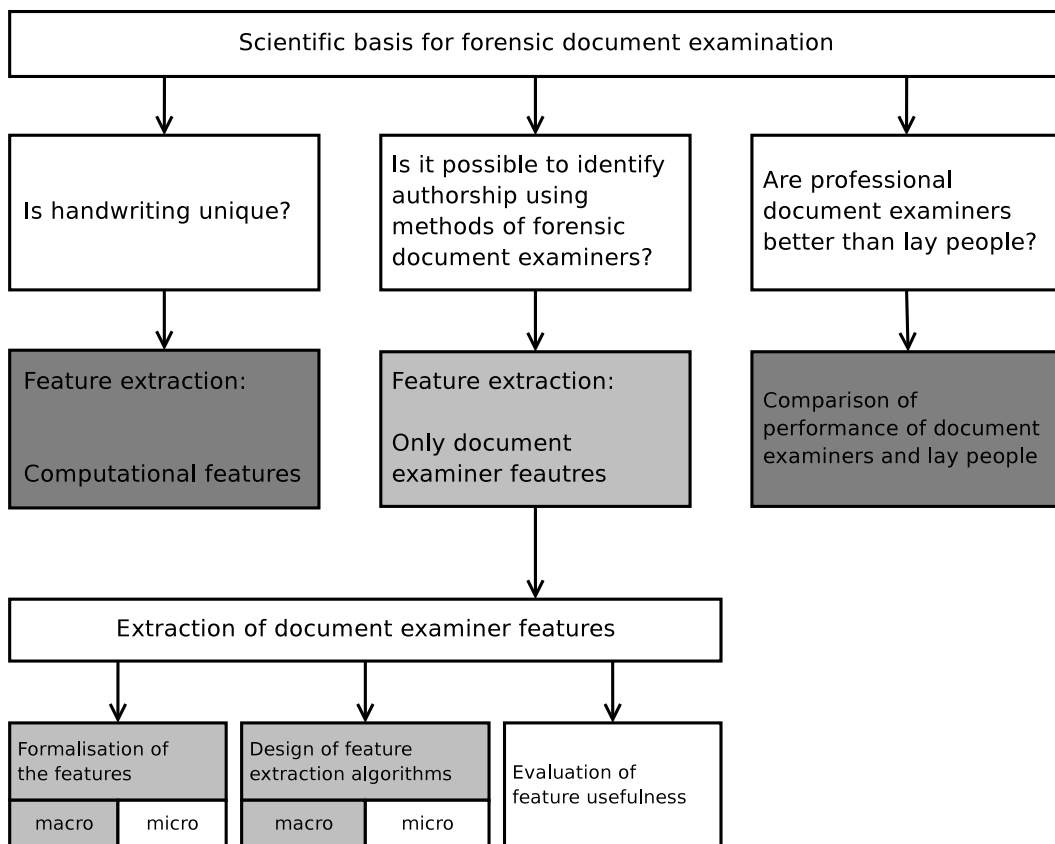 Scientific basis for forensic document examination
Is handwriting unique?
Is it possible to identify
authorship using
methods of forensic
document examiners?
Are professional
document examiners
better than lay people?
Feature extraction:
Computational features
Feature extraction:
Only document
examiner feautres
Comparison of
performance of document
examiners and lay people
Extraction of document examiner features
Formalisation of
the features
macro
micro
Design of feature
extraction algorithms
macro
micro
Evaluation of
feature usefulness